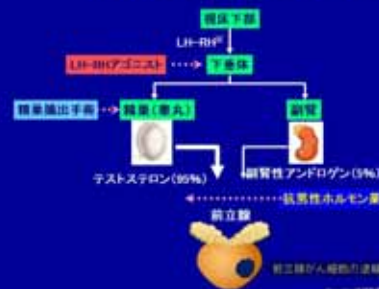 視床下部
LH-RH
LH-RHアゴニスト
下垂体
精巣摘出手術
精巣(睾丸)
副腎
テストステロン(95%)
副腎性アンドロゲン(5%)
抗男性ホルモン薬
前立腺
前立腺がん細胞の